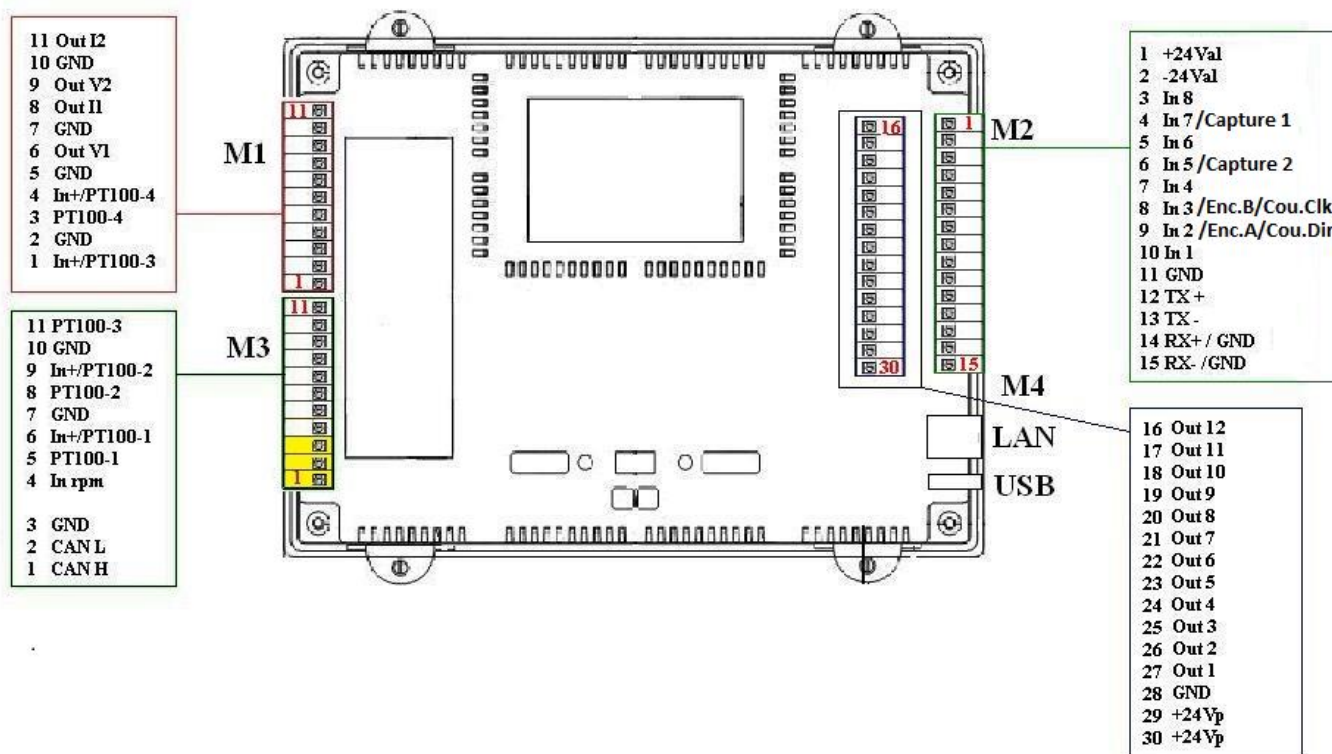 11 Out I2
10 GND
9 Out V2
8 Out I1
7 GND
6 Out V1
5 GND
4 In+/PT100-4
3 PT100-4
2 GND
1 In+/PT100-3
M1
11
1
11 PT100-3
10 GND
9 In+/PT100-2
8 PT100-2
7 GND
6 In+/PT100-1
5 PT100-1
4 In rpm
3 GND
2 CAN L
1 CAN H
M3
11
1
16
30
1
15
M2
1 +24Val
2 -24Val
3 In 8
4 In 7/Capture 1
5 In 6
6 In 5/Capture 2
7 In 4
8 In 3/Enc.B/Cou.Clk
9 In 2/Enc.A/Cou.Dir
10 In 1
11 GND
12 TX +
13 TX -
14 RX+ / GND
15 RX- /GND
M4
LAN
USB
16 Out 12
17 Out 11
18 Out 10
19 Out 9
20 Out 8
21 Out 7
22 Out 6
23 Out 5
24 Out 4
25 Out 3
26 Out 2
27 Out 1
28 GND
29 +24Vp
30 +24Vp